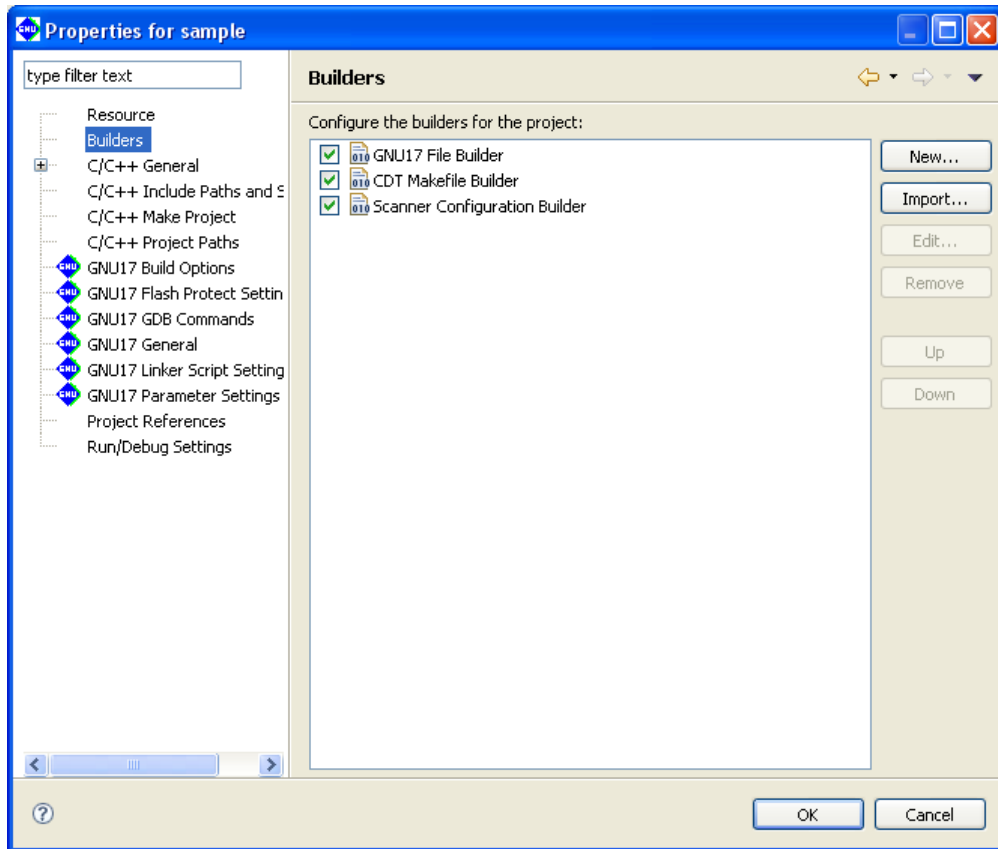 Properties for sample
type filter text
Resource
Builders
C/C++ General
C/C++ Include Paths and S
C/C++ Make Project
C/C++ Project Paths
GNU17 Build Options
GNU17 Flash Protect Settin
GNU17 GDB Commands
GNU17 General
GNU17 Linker Script Setting
GNU17 Parameter Settings
Project References
Run/Debug Settings
Builders
Configure the builders for the project:
GNU17 File Builder
CDT Makefile Builder
Scanner Configuration Builder
New...
Import...
Edit...
Remove
Up
Down
OK
Cancel